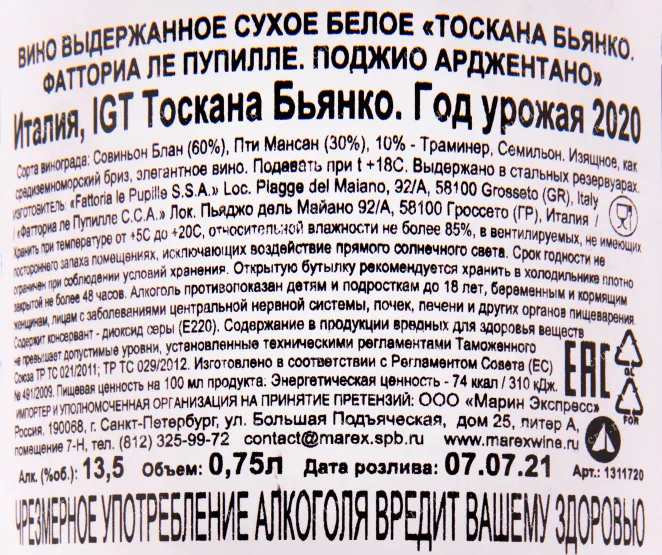 ВИНО ВЫДЕРЖАННОЕ СУХОЕ БЕЛОЕ «ТОСКАНА БЬЯНКО.
ФАТТОРИА ЛЕ ПУПИЛЛЕ. ПОДЖИО АРДЖЕНТАНО»
Италия, IGT Тоскана Бьянко. Год урожая 2020
Сорта винограда: Совиньон Блан (60%), Пти Мансан (30%), 10% - Траминер, Семильон. Изящное, как
средиземноморский бриз, элегантное вино. Подавать при t +18С. Выдержано в стальных резервуарах.
изготовитель: «Fattoria le Pupille S.S.A.» Loc. Piagge del Maiano, 92/A, 58100 Grosseto (GR), Italy
/ «Фатториа ле Пупилле С.С.А.» Лок. Пьяджо дель Майано 92/А, 58100 Гроссето (ГР), Италия /
Хранить при температуре от +5С до +20С, относительной влажности не более 85%, в вентилируемых, не имеющих
постороннего запаха помещениях, исключающих воздействие прямого солнечного света. Срок годности не
ограничен при соблюдении условий хранения. Открытую бутылку рекомендуется хранить в холодильнике плотно
закрытой не более 48 часов. Алкоголь противопоказан детям и подросткам до 18 лет, беременным и кормящим
женщинам, лицам с заболеваниями центральной нервной системы, почек, печени и других органов пищеварения.
Содержит консервант - диоксид серы (Е220). Содержание в продукции вредных для здоровья веществ
не превышает допустимые уровни, установленные техническими регламентами Таможенного
Союза ТР ТС 021/2011; ТР ТС 029/2012. Изготовлено в соответствии с Регламентом Совета (ЕС)
№ 491/2009. Пищевая ценность на 100 мл продукта: Энергетическая ценность - 74 ккал / 310 кДж.
ИМПОРТЕР И УПОЛНОМОЧЕННАЯ ОРГАНИЗАЦИЯ НА ПРИНЯТИЕ ПРЕТЕНЗИЙ: ООО «Марин Экспресс»
Россия, 190068, г. Санкт-Петербург, ул. Большая Подъяческая, дом 25, литер А,
помещение 7-Н, тел. (812) 325-99-72 contact@marex.spb.ru www.marexwine.ru
EAC
FOR
Алк. (%об.): 13,5 Объем: 0,75л Дата розлива: 07.07.21 Арт.: 1311720
ЧРЕЗМЕРНОЕ УПОТРЕБЛЕНИЕ АЛКОГОЛЯ ВРЕДИТ ВАШЕМУ ЗДОРОВЬЮ